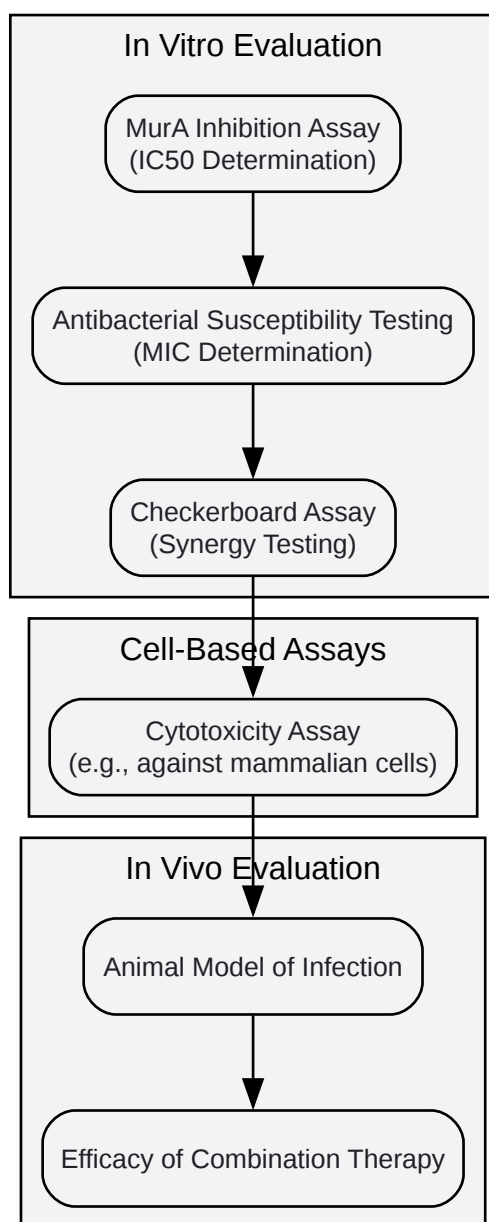 In Vitro Evaluation
MurA Inhibition Assay
(IC50 Determination)
Antibacterial Susceptibility Testing
(MIC Determination)
Checkerboard Assay
(Synergy Testing)
Cell-Based Assays
Cytotoxicity Assay
(e.g., against mammalian cells)
In Vivo Evaluation
Animal Model of Infection
Efficacy of Combination Therapy